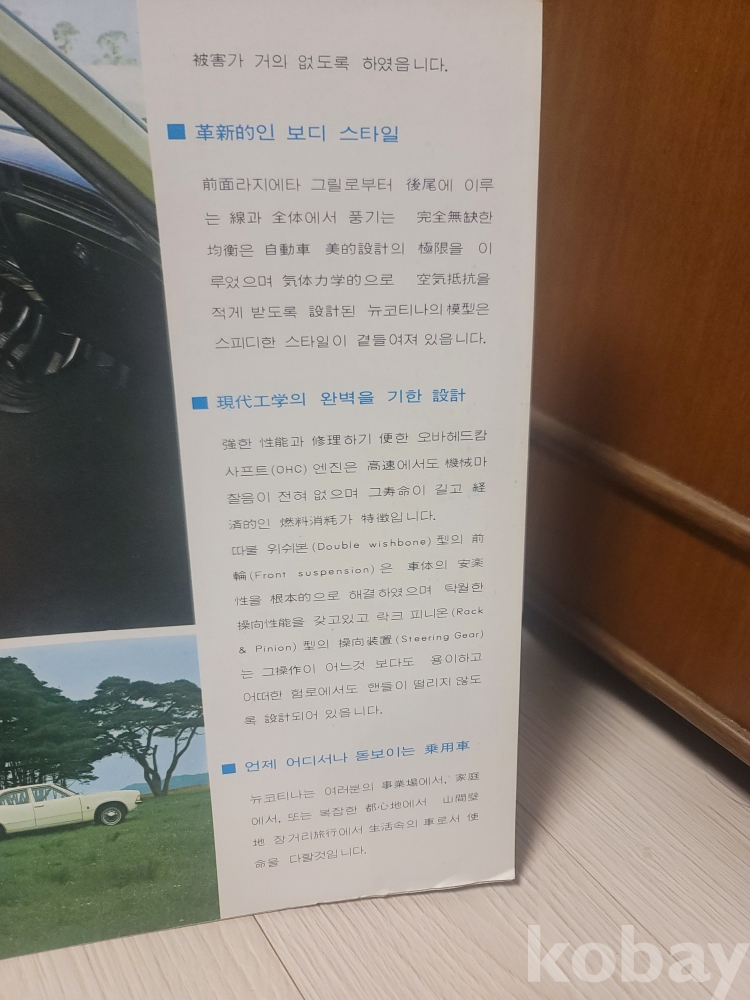 被害가 거의 없도록 하였읍니다.
■ 革新的인 보디 스타일
前面라지에타 그릴로부터 後尾에 이루
는 線과 全体에서 풍기는 完全無缺한
均衡은 自動車 美的設計의 極限을 이
루었으며 気体力学的으로 空気抵抗을
적게 받도록 設計된 뉴코티나의 模型은
스피디한 스타일이 곁들여져 있읍니다.
■ 現代工学의 완벽을 기한 設計
強한 性能과 修理하기 便한 오바헤드캄
샤프트(OHC) 엔진은 高速에서도 機械마
찰음이 전혀 없으며 그寿命이 길고 経
済的인 燃料消耗가 特徴입니다.
따불 위쉬본(Double wishbone) 型의 前
輪(Front suspension)은 車体의 安楽
性을 根本的으로 해결하였으며 탁월한
操向性能을 갖고있고 락크 피니온(Rack
& Pinion) 型의 操向装置(Steering Gear)
는 그操作이 어느것 보다도 용이하고
어떠한 험로에서도 핸들이 떨리지 않도
록 設計되어 있읍니다.
■ 언제 어디서나 돋보이는 乗用車
뉴코티나는 여러분의 事業場에서, 家庭
에서, 또는 복잡한 都心地에서 山間壁
地 장거리旅行에서 生活속의 車로서 使
命을 다할것입니다.
kobay